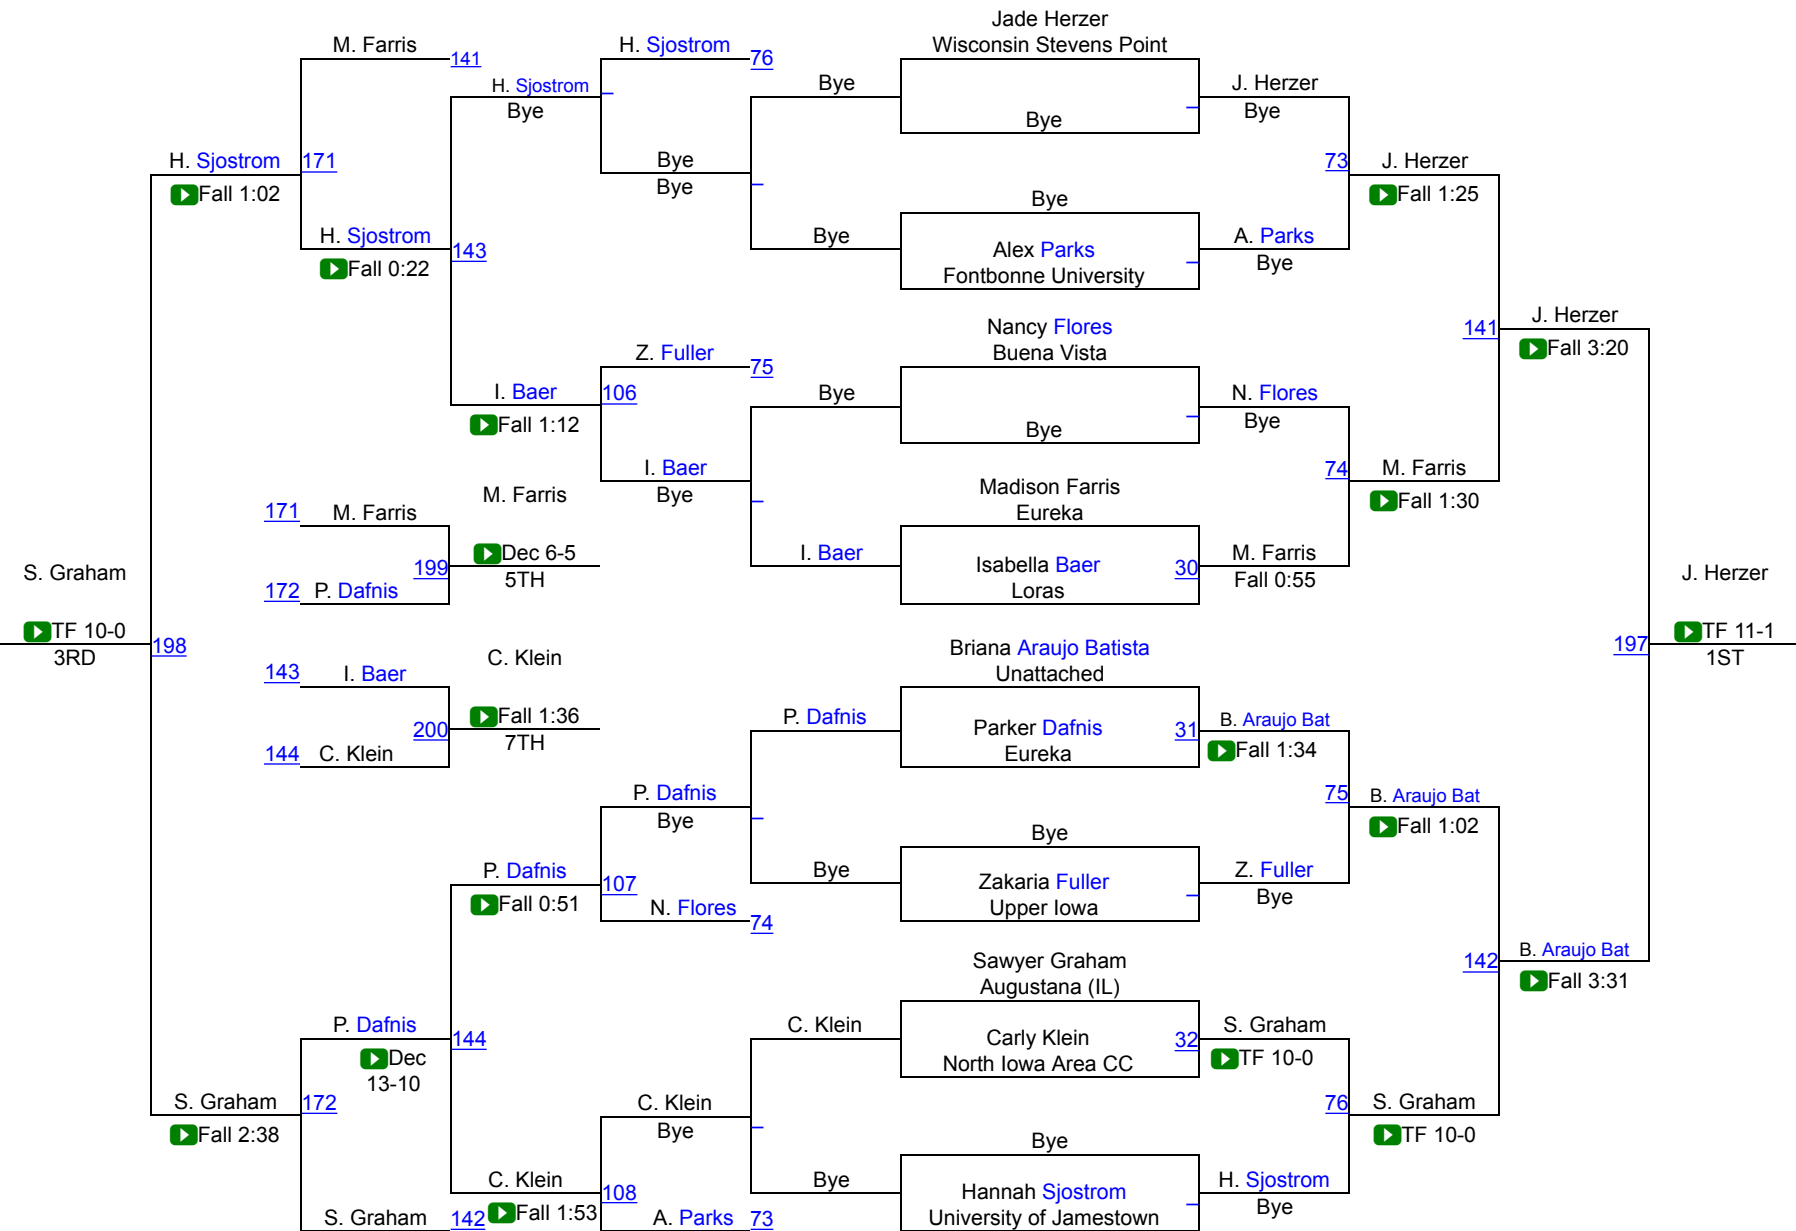 Jade Herzer
M. Farris
H. Sjostrom
Wisconsin Stevens Point
141
76
H. Sjostrom
Bye
J. Herzer
Bye
Bye
Bye
H. Sjostrom
171
Bye
73
J. Herzer
Fall 1:02
Bye
Fall 1:25
Bye
H. Sjostrom
Bye
A. Parks
143
Alex Parks
Fall 0:22
Fontbonne University
Bye
Nancy Flores
J. Herzer
Z. Fuller
Buena Vista
141
75
Fall 3:20
I. Baer
106
Bye
N. Flores
Fall 1:12
Bye
Bye
I. Baer
74
M. Farris
M. Farris
Bye
Madison Farris
Fall 1:30
171
M. Farris
Eureka
Dec 6-5
I. Baer
M. Farris
S. Graham
199
5TH
Isabella Baer
30
Fall 0:55
J. Herzer
172
P. Dafnis
Loras
TF 10-0
TF 11-1
198
C. Klein
Briana Araujo Batista
197
3RD
143
I. Baer
Unattached
1ST
Fall 1:36
P. Dafnis
B. Araujo Bat
200
7TH
Parker Dafnis
31
144
C. Klein
Eureka
Fall 1:34
P. Dafnis
75
B. Araujo Bat
Bye
Bye
Fall 1:02
P. Dafnis
Bye
Z. Fuller
107
Zakaria Fuller
Fall 0:51
N. Flores
Upper Iowa
Bye
74
Sawyer Graham
142
B. Araujo Bat
Augustana (IL)
Fall 3:31
P. Dafnis
C. Klein
S. Graham
144
Carly Klein
32
Dec
North Iowa Area CC
TF 10-0
13-10
S. Graham
172
C. Klein
76
S. Graham
Fall 2:38
Bye
Bye
TF 10-0
C. Klein
Bye
H. Sjostrom
108
Hannah Sjostrom
S. Graham
142
Fall 1:53
A. Parks
73
University of Jamestown
Bye